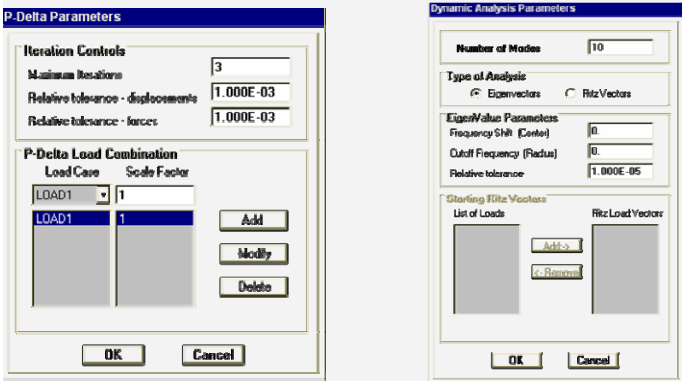 P-Delta Parameters
Iteration Controls
Maximum Iterations
3
Relative tolerance - displacements
1.000E-03
Relative tolerance - forces
1.000E-03
P-Delta Load Combination
Load Case
Scale Factor
LOAD1
1
LOAD1
1
Add
Modify
Delete
OK
Cancel
Dynamic Analysis Parameters
Number of Modes
10
Type of Analysis
Eigenvectors
Ritz Vectors
EigenValue Parameters
Frequency Shift (Center)
0.
Cutoff Frequency (Radius)
0.
Relative tolerance
1.000E-05
Starting Ritz Vectors
List of Loads
Ritz Load Vectors
Add->
<- Remove
OK
Cancel